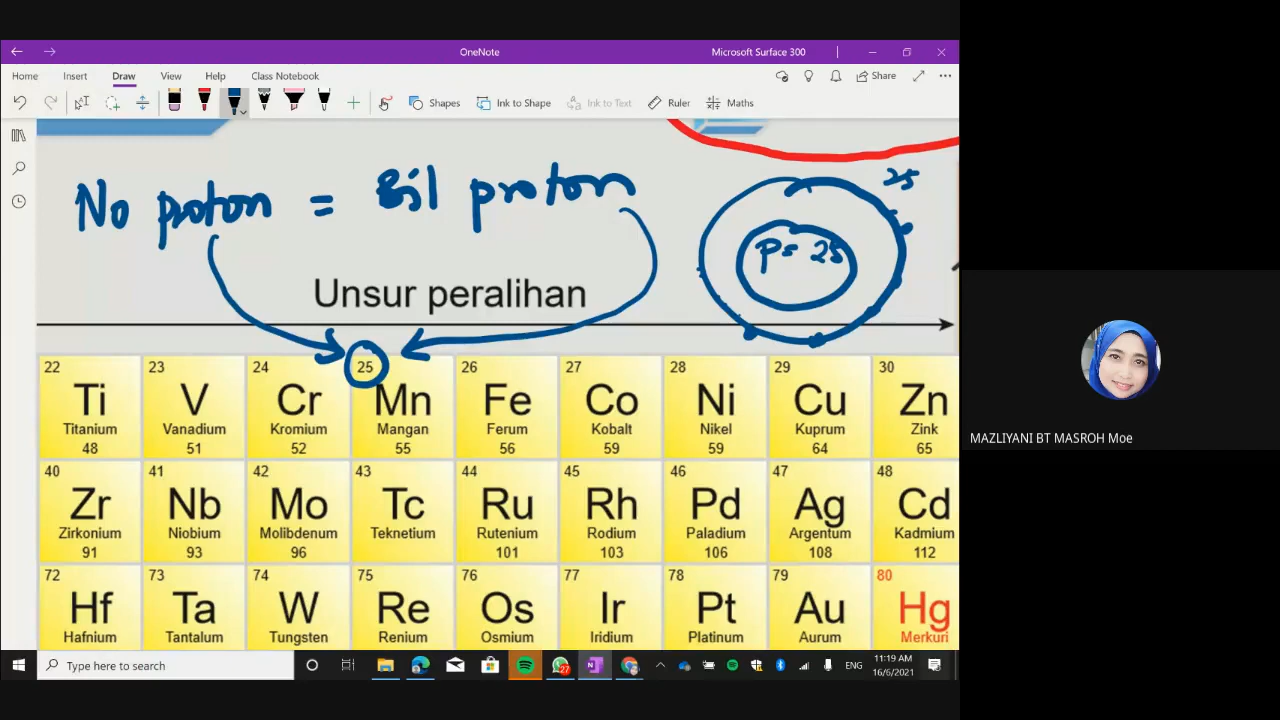 OneNote
Microsoft Surface 300
Home Insert Draw View Help Class Notebook
Share
Shapes Ink to Shape Ink to Text Ruler Maths
No proton = Bil proton
25
P= 25
Unsur peralihan
22 23 24 25 26 27 28 29 30
Ti V Cr Mn Fe Co Ni Cu Zn
Titanium Vanadium Kromium Mangan Ferum Kobalt Nikel Kuprum Zink
48 51 52 55 56 59 59 64 65
40 41 42 43 44 45 46 47 48
Zr Nb Mo Tc Ru Rh Pd Ag Cd
Zirkonium Niobium Molibdenum Teknetium Rutenium Rodium Paladium Argentum Kadmium
91 93 96 101 103 106 108 112
72 73 74 75 76 77 78 79 80
Hf Ta W Re Os Ir Pt Au Hg
Hafnium Tantalum Tungsten Renium Osmium Iridium Platinum Aurum Merkuri
MAZLIYANI BT MASROH Moe
Type here to search
27
ENG
11:19 AM
16/6/2021